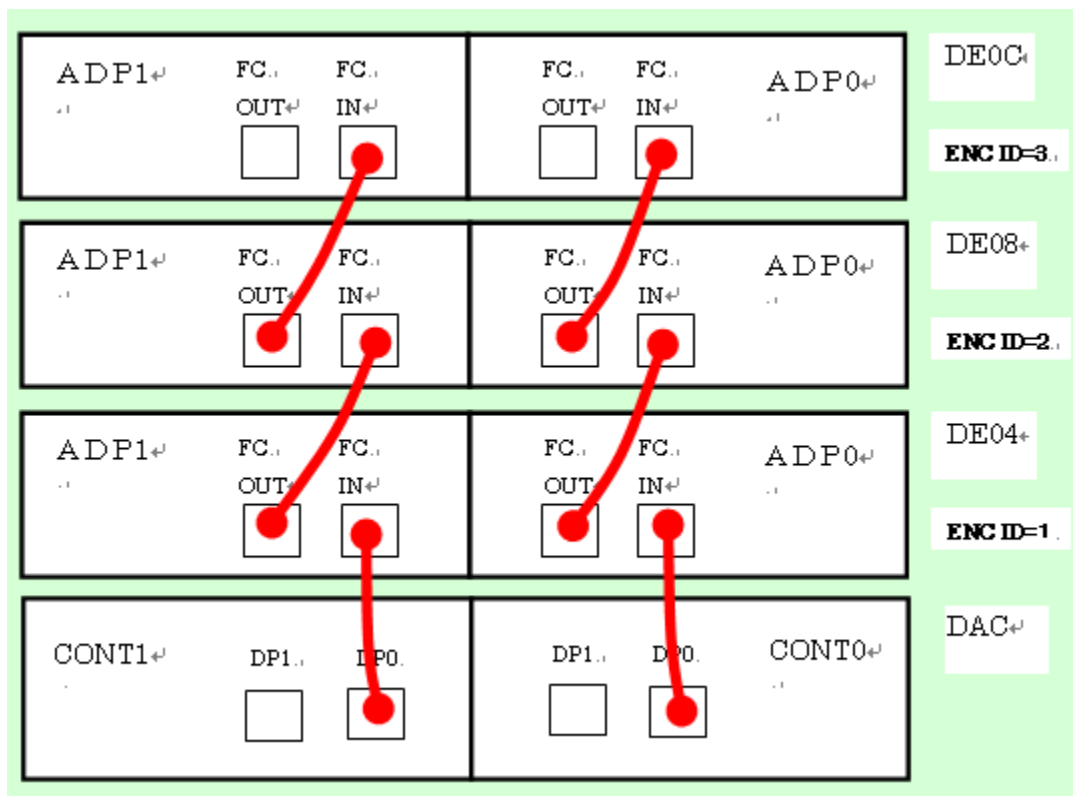 ADP1
FC
OUT
FC
IN
FC
OUT
FC
IN
ADP0
DE0C
ENC ID=3
ADP1
FC
OUT
FC
IN
FC
OUT
FC
IN
ADP0
DE08
ENC ID=2
ADP1
FC
OUT
FC
IN
FC
OUT
FC
IN
ADP0
DE04
ENC ID=1
CONT1
DP1
DP0
DP1
DP0
CONT0
DAC